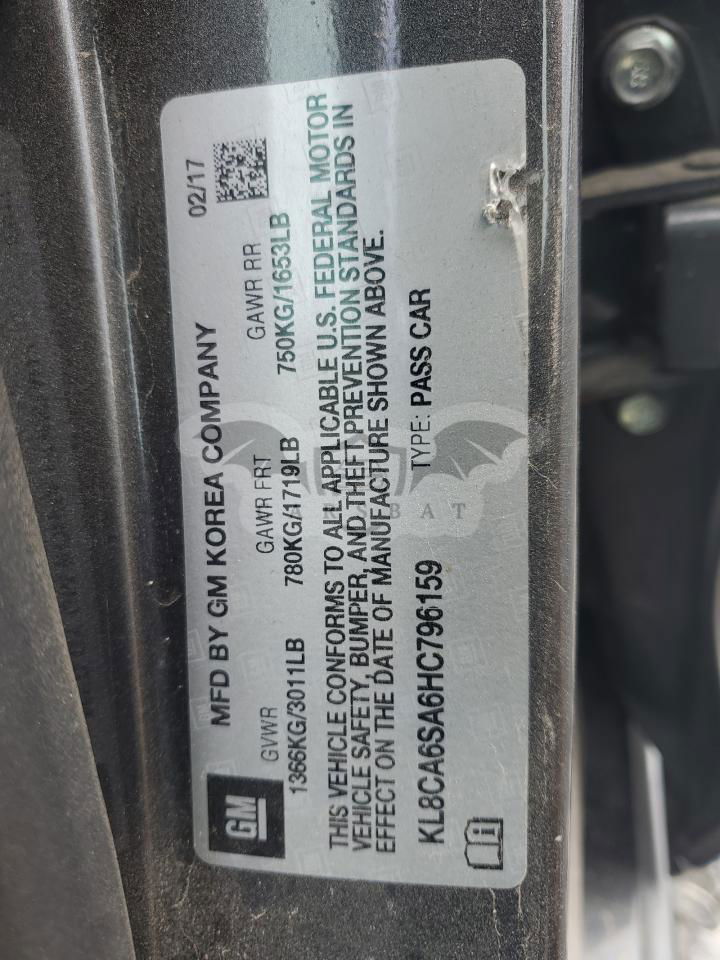 MFD BY GM KOREA COMPANY 02/17
GM
GVWR GAWR FRT GAWR RR
1366KG/3011LB 780KG/1719LB 750KG/1653LB
THIS VEHICLE CONFORMS TO ALL APPLICABLE U.S. FEDERAL MOTOR
VEHICLE SAFETY, BUMPER, AND THEFT PREVENTION STANDARDS IN
EFFECT ON THE DATE OF MANUFACTURE SHOWN ABOVE.
KL8CA6SA6HC796159 TYPE: PASS CAR